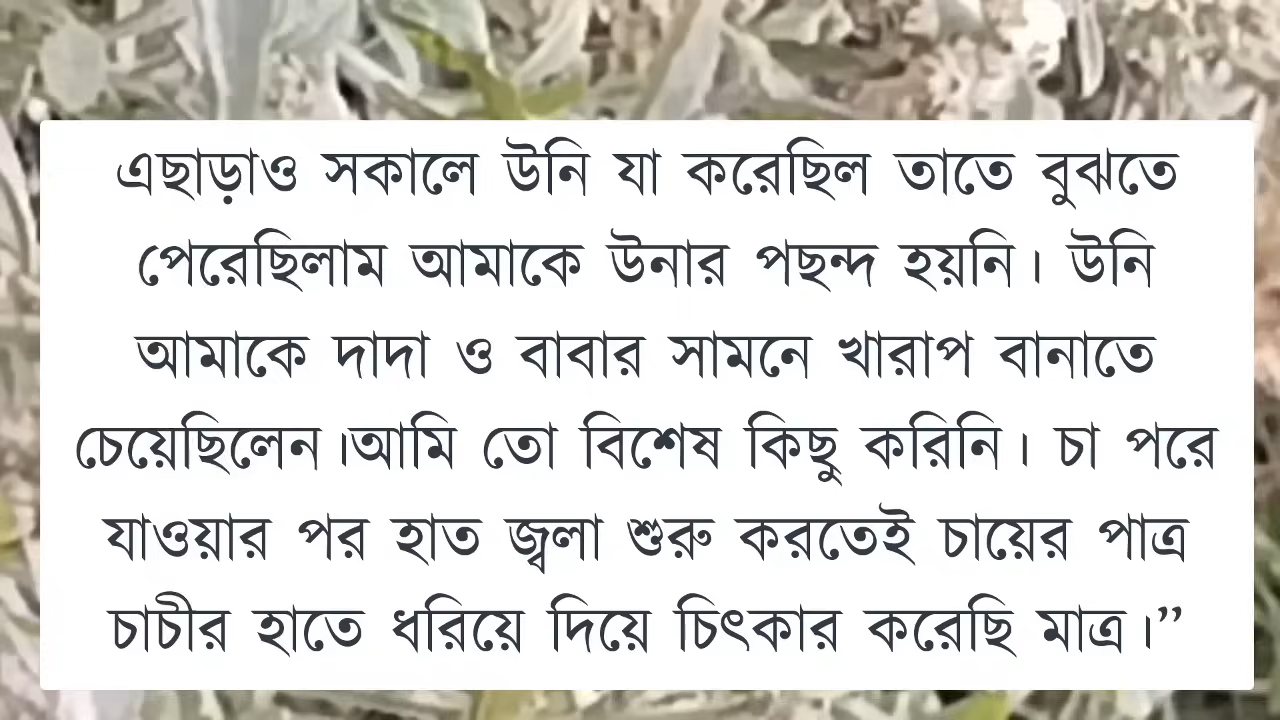 এছাড়াও সকালে উনি যা করেছিল তাতে বুঝতে
পেরেছিলাম আমাকে উনার পছন্দ হয়নি। উনি
আমাকে দাদা ও বাবার সামনে খারাপ বানাতে
চেয়েছিলেন।আমি তো বিশেষ কিছু করিনি। চা পরে
যাওয়ার পর হাত জ্বলা শুরু করতেই চায়ের পাত্র
চাচীর হাতে ধরিয়ে দিয়ে চিৎকার করেছি মাত্র।”